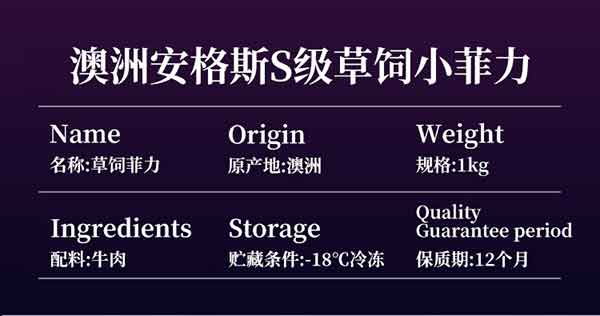 澳洲安格斯S级草饲小菲力
Name
名称:草饲菲力
Origin
原产地:澳洲
Weight
规格:1kg
Ingredients
配料:牛肉
Storage
贮藏条件:-18℃冷冻
Quality
Guarantee period
保质期:12个月